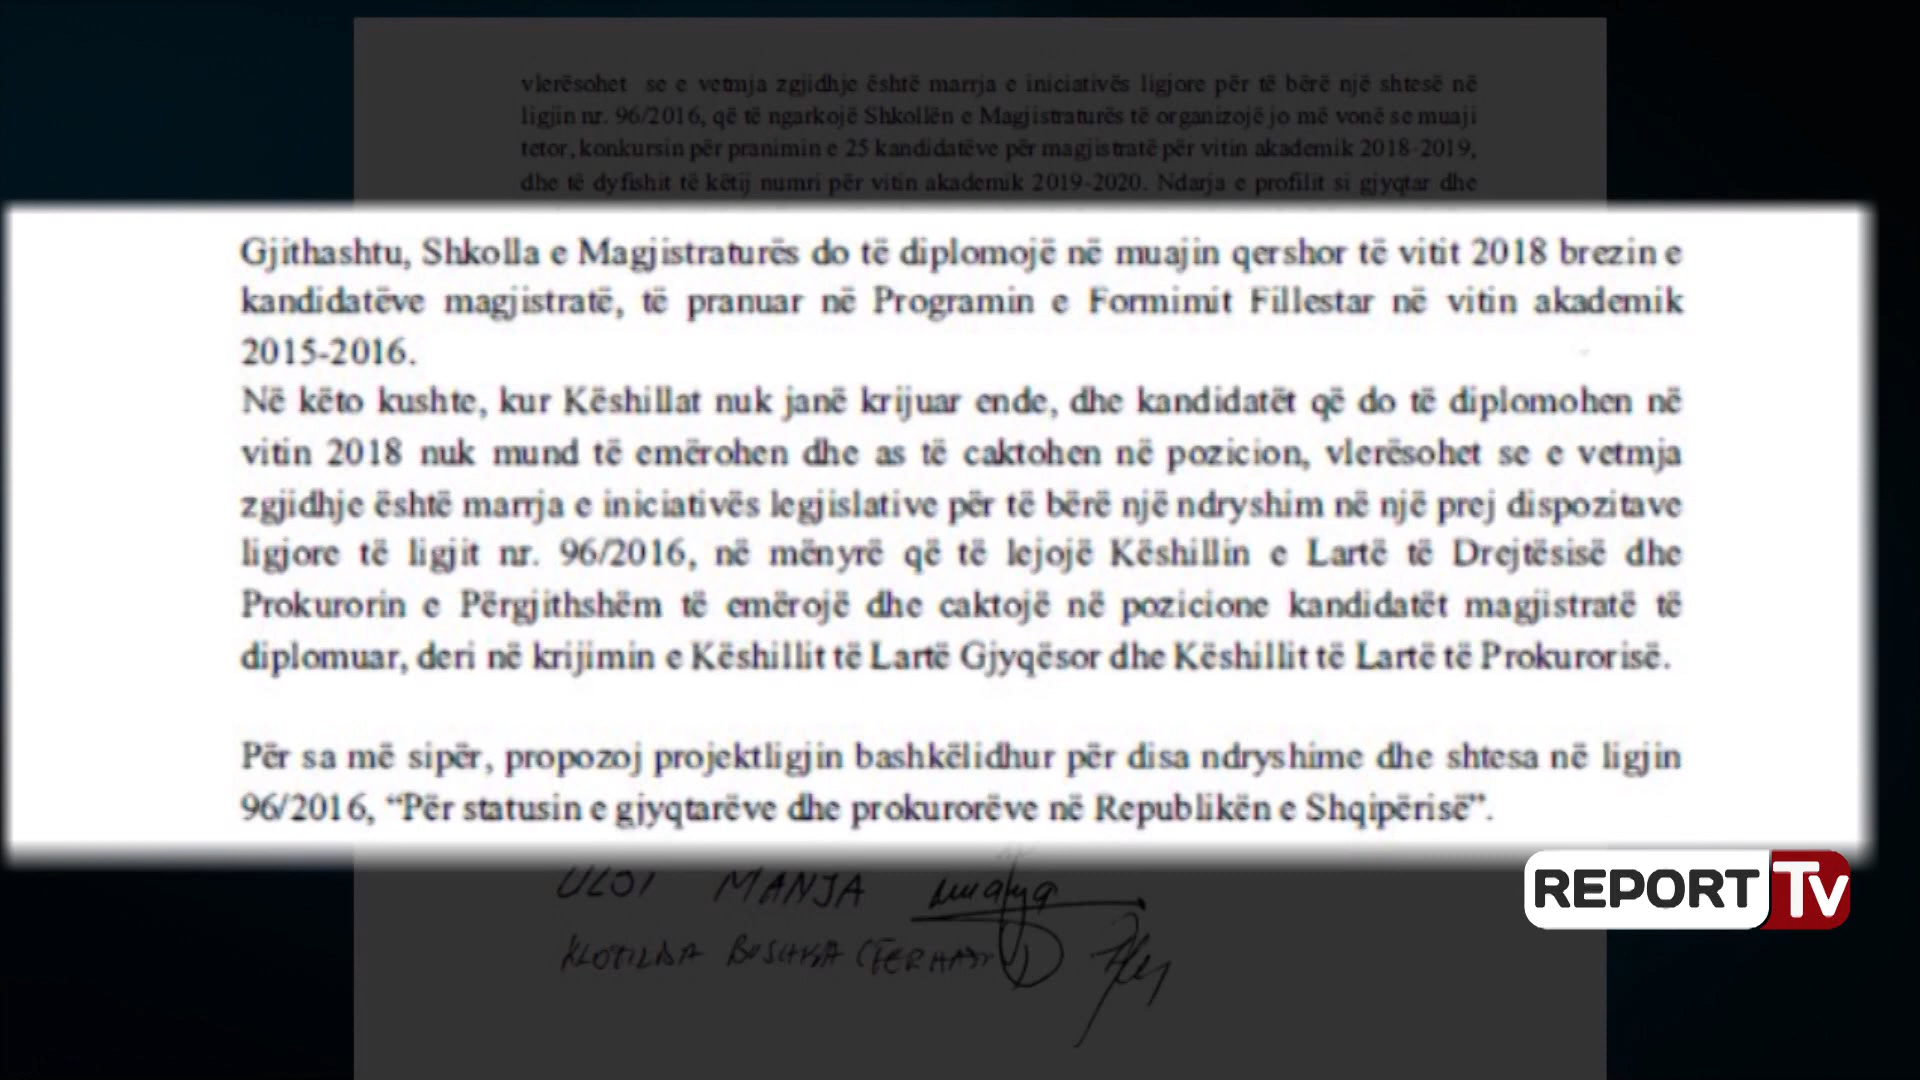 vlerësohet se e vetmja zgjidhje është marrja e iniciativës ligjore për të bërë një shtesë në
ligjin nr. 96/2016, që të ngarkojë Shkollën e Magjistraturës të organizojë jo më vonë se muaji
tetor, konkursin për pranimin e 25 kandidatëve për magjistratë për vitin akademik 2018-2019,
dhe të dyfishit të këtij numri për vitin akademik 2019-2020. Ndarja e profilit si gjyqtar dhe
Gjithashtu, Shkolla e Magjistraturës do të diplomojë në muajin qershor të vitit 2018 brezin e
kandidatëve magjistratë, të pranuar në Programin e Formimit Fillestar në vitin akademik
2015-2016.
Në këto kushte, kur Këshillat nuk janë krijuar ende, dhe kandidatët që do të diplomohen në
vitin 2018 nuk mund të emërohen dhe as të caktohen në pozicion, vlerësohet se e vetmja
zgjidhje është marrja e iniciativës legjislative për të bërë një ndryshim në një prej dispozitave
ligjore të ligjit nr. 96/2016, në mënyrë që të lejojë Këshillin e Lartë të Drejtësisë dhe
Prokurorin e Përgjithshëm të emërojë dhe caktojë në pozicione kandidatët magjistratë të
diplomuar, deri në krijimin e Këshillit të Lartë Gjyqësor dhe Këshillit të Lartë të Prokurorisë.
Për sa më sipër, propozoj projektligjin bashkëlidhur për disa ndryshime dhe shtesa në ligjin
96/2016, “Për statusin e gjyqtarëve dhe prokurorëve në Republikën e Shqipërisë”.
MANJA
REPORT Tv